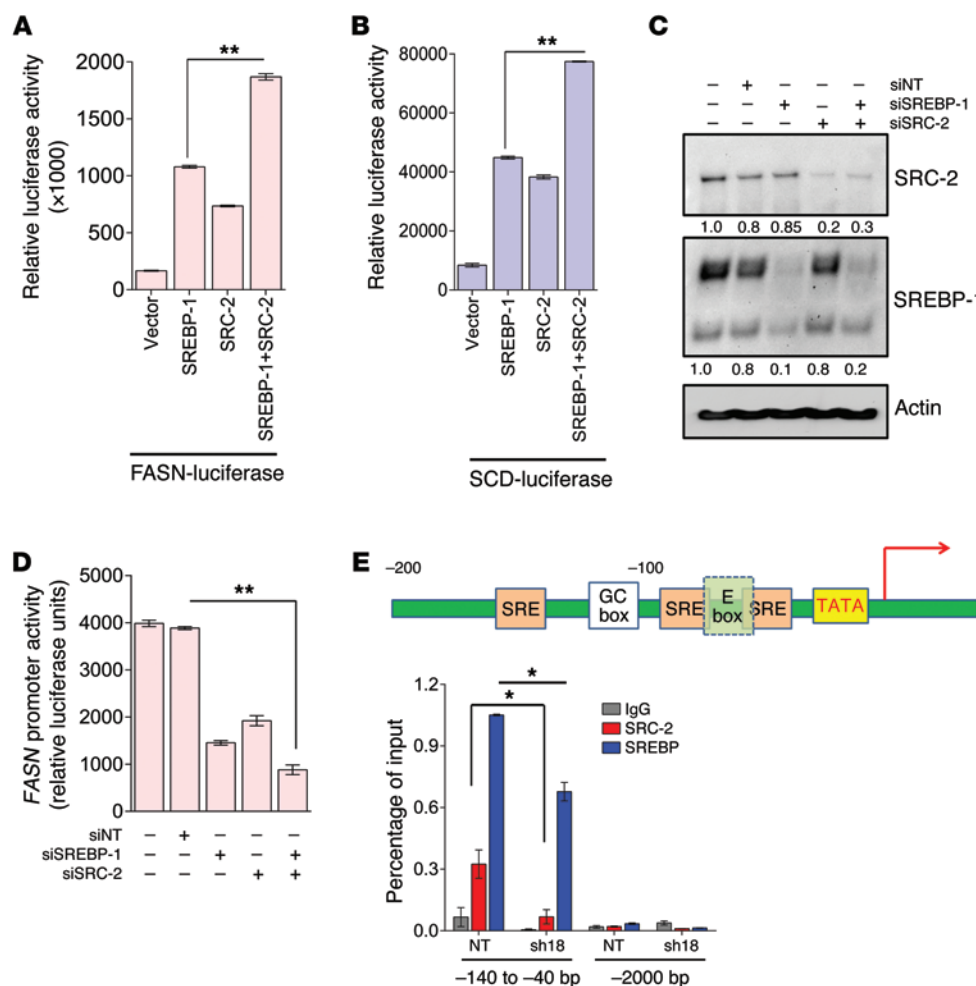 A
Relative luciferase activity
(×1000)
2000
1500
1000
500
0
**
Vector
SREBP-1
SRC-2
SREBP-1+SRC-2
FASN-luciferase
B
Relative luciferase activity
80000
60000
40000
20000
0
**
Vector
SREBP-1
SRC-2
SREBP-1+SRC-2
SCD-luciferase
C
– + – – – siNT
– – + – + siSREBP-1
– – – + + siSRC-2
SRC-2
1.0 0.8 0.85 0.2 0.3
SREBP-1
1.0 0.8 0.1 0.8 0.2
Actin
D
FASN promoter activity
(relative luciferase units)
5000
4000
3000
2000
1000
0
**
siNT – + – – –
siSREBP-1 – – + – +
siSRC-2 – – – + +
E
–200
–100
SRE
GC
box
SRE
E
box
SRE
TATA
Percentage of input
1.2
0.9
0.6
0.3
0.0
*
*
IgG
SRC-2
SREBP
NT sh18 NT sh18
–140 to –40 bp –2000 bp